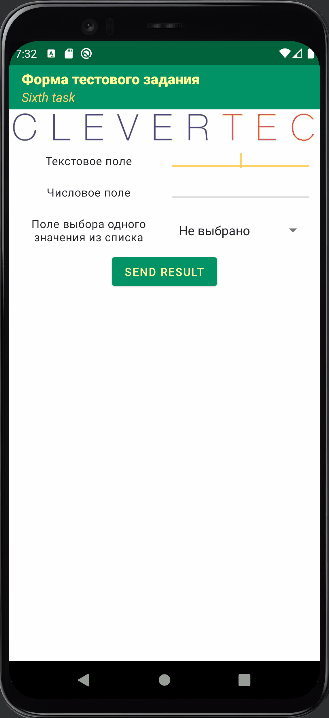 7:32
Форма тестового задания
Sixth task
CLEVERTEC
Текстовое поле
Числовое поле
Поле выбора одного
значения из списка
Не выбрано
SEND RESULT